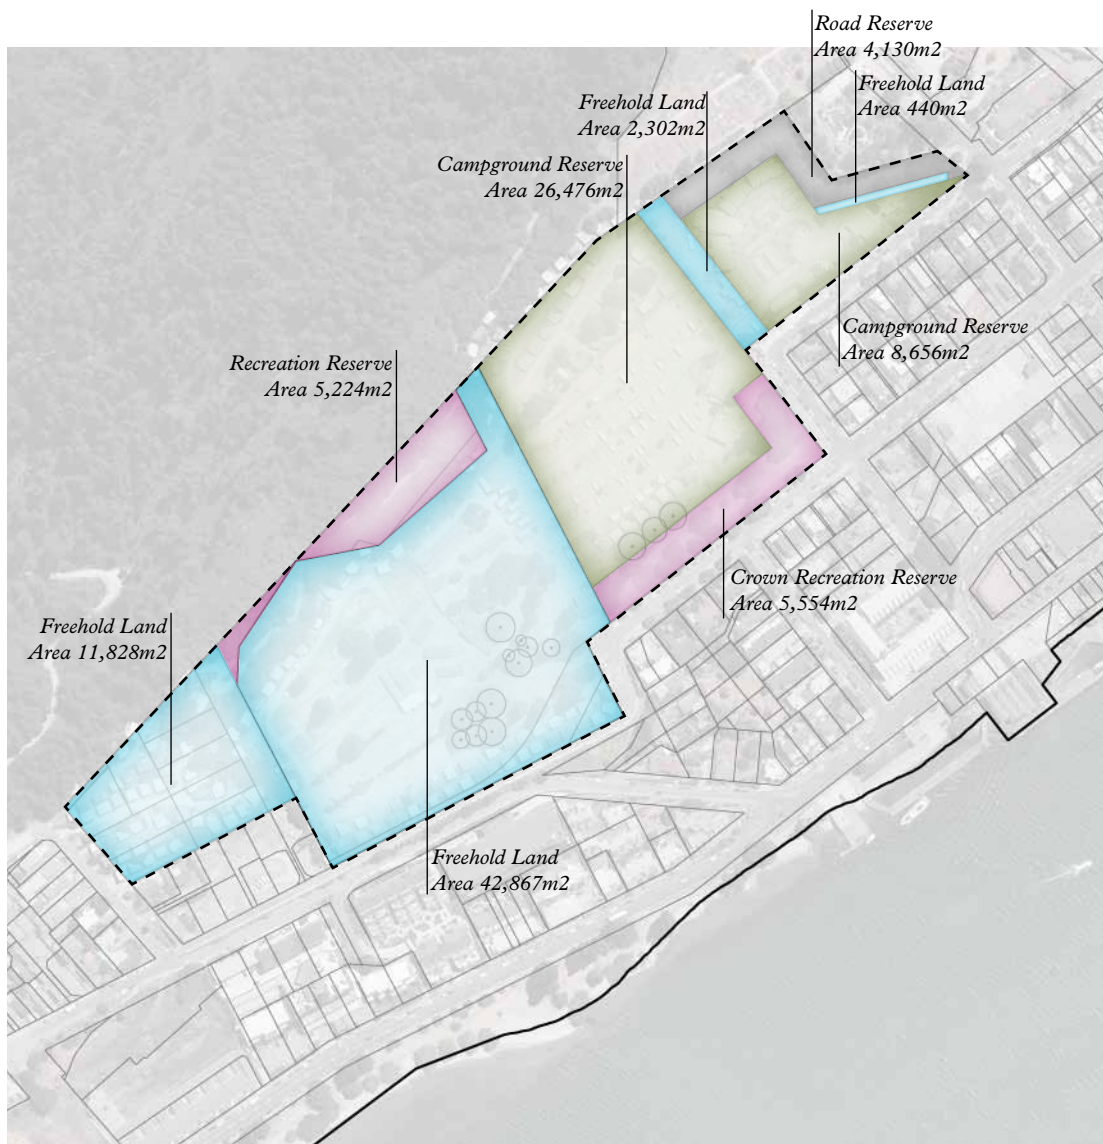 Road Reserve
Area 4,130m2
Freehold Land
Area 440m2
Freehold Land
Area 2,302m2
Campground Reserve
Area 26,476m2
Campground Reserve
Area 8,656m2
Recreation Reserve
Area 5,224m2
Crown Recreation Reserve
Area 5,554m2
Freehold Land
Area 11,828m2
Freehold Land
Area 42,867m2